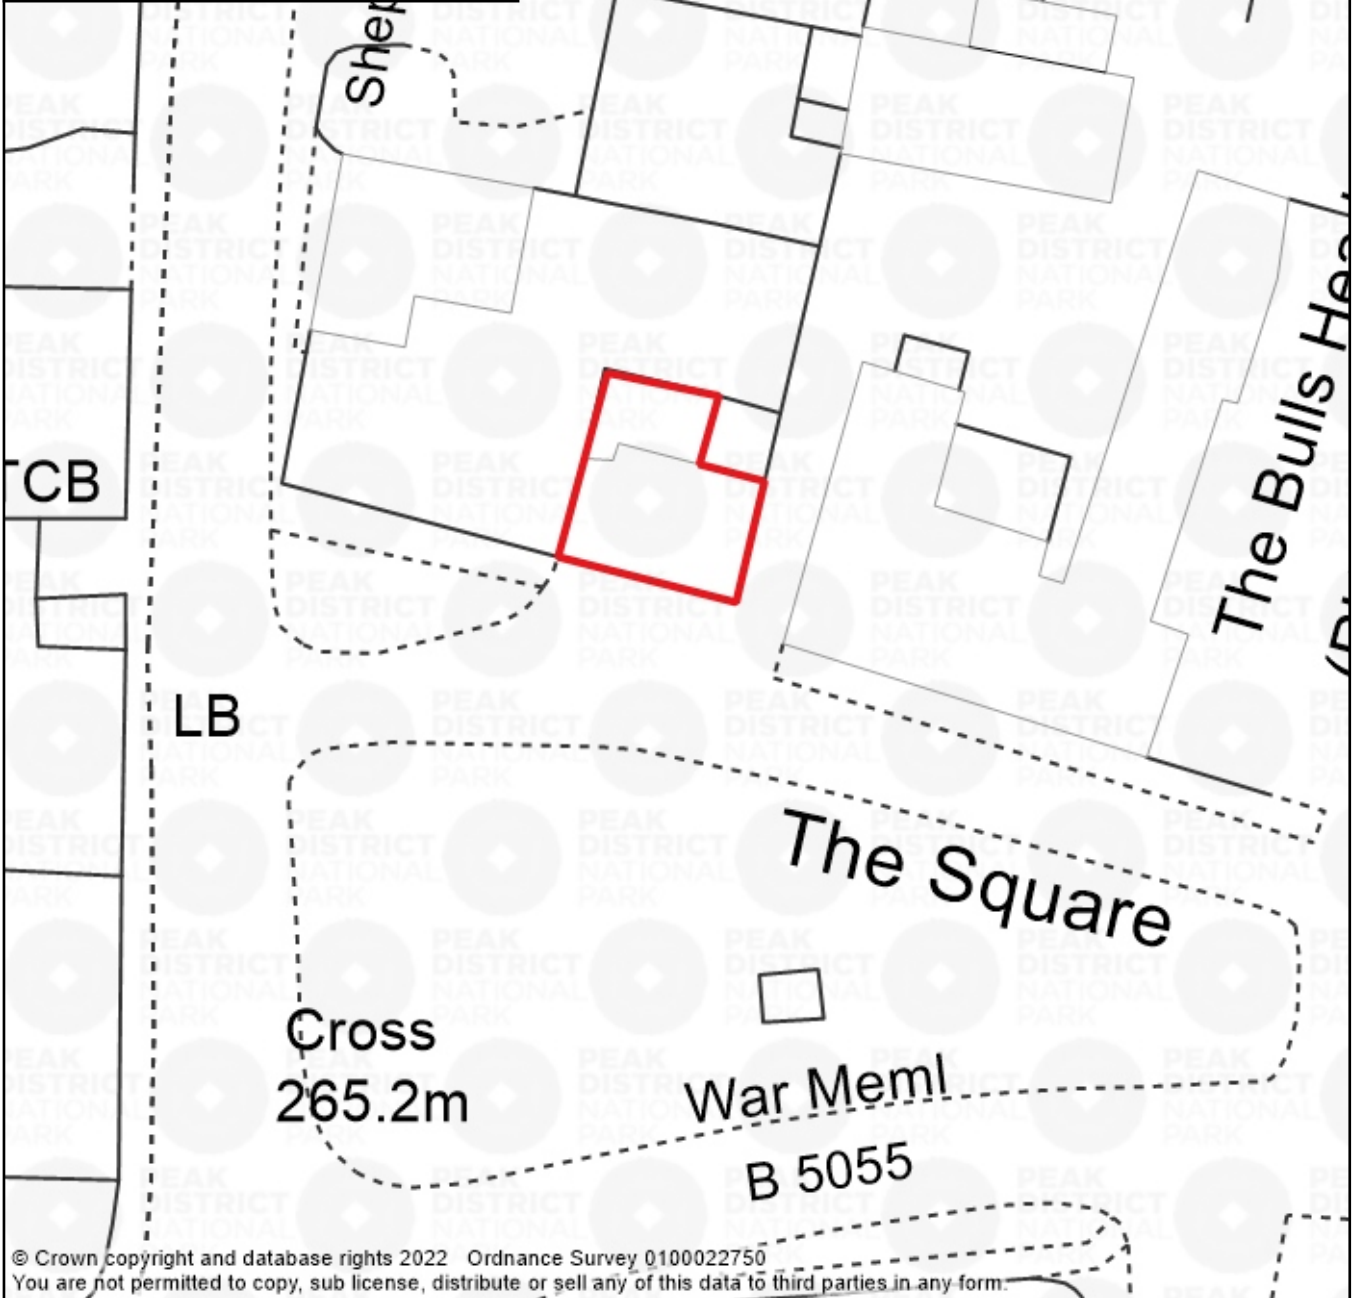 Shep
TCB
The Bulls Hea
LB
The Square
Cross
265.2m
War Meml
B 5055
© Crown copyright and database rights 2022 Ordnance Survey 0100022750
You are not permitted to copy, sub license, distribute or sell any of this data to third parties in any form.
PEAK
DISTRICT
NATIONAL
PARK